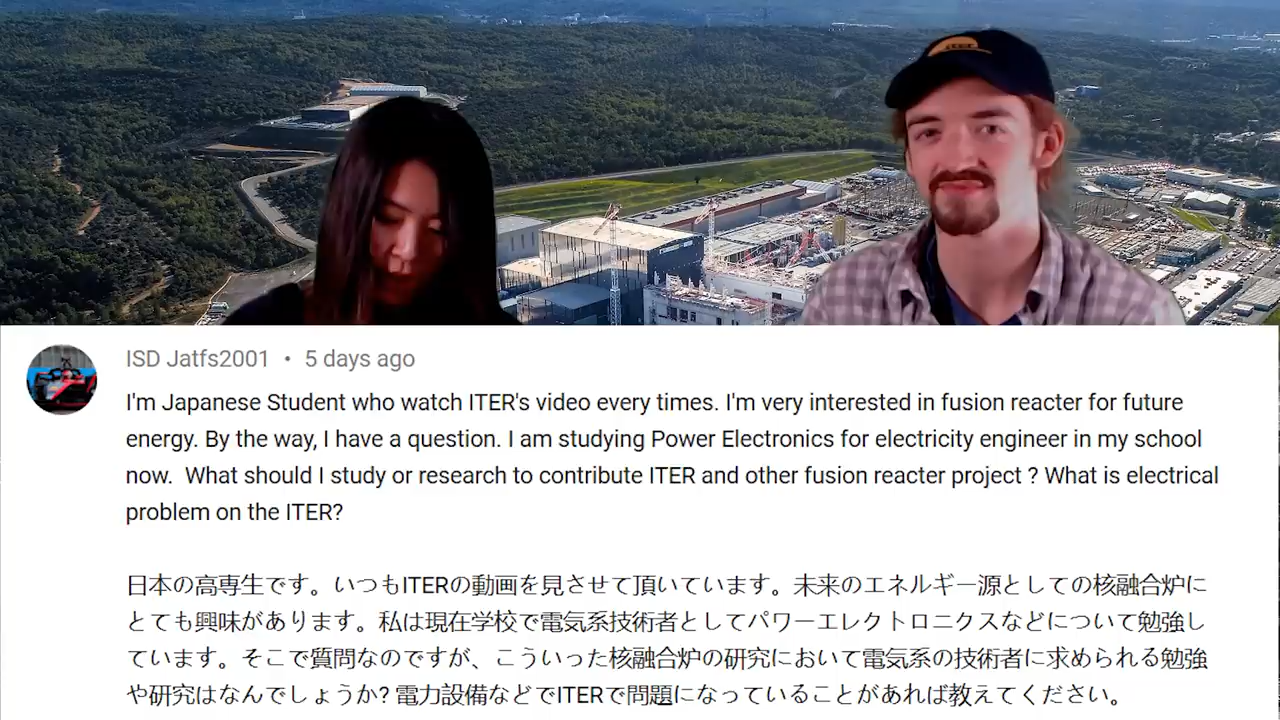 iter
ISD Jatfs2001 • 5 days ago
I'm Japanese Student who watch ITER's video every times. I'm very interested in fusion reacter for future
energy. By the way, I have a question. I am studying Power Electronics for electricity engineer in my school
now.  What should I study or research to contribute ITER and other fusion reacter project ? What is electrical
problem on the ITER?
日本の高専生です。いつもITERの動画を見させて頂いています。未来のエネルギー源としての核融合炉に
とても興味があります。私は現在学校で電気系技術者としてパワーエレクトロニクスなどについて勉強し
ています。そこで質問なのですが、こういった核融合炉の研究において電気系の技術者に求められる勉強
や研究はなんでしょうか? 電力設備などでITERで問題になっていることがあれば教えてください。